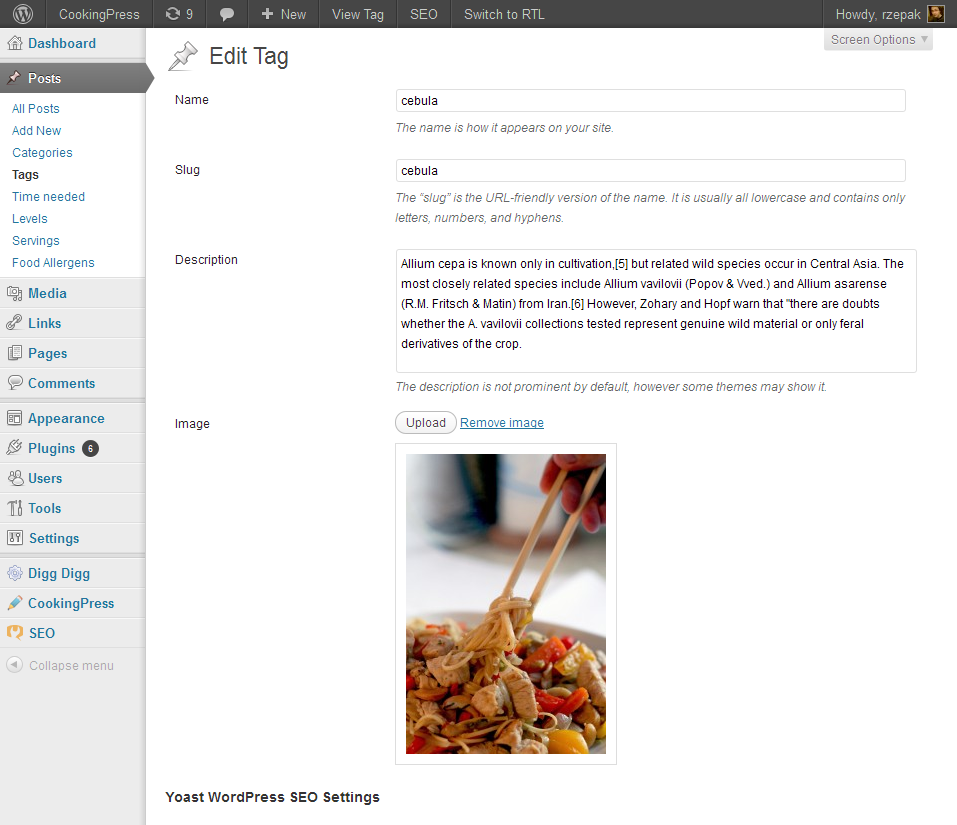 CookingPress 9 New View Tag SEO Switch to RTL Howdy, rzepak
Screen Options
Dashboard
Posts
All Posts
Add New
Categories
Tags
Time needed
Levels
Servings
Food Allergens
Media
Links
Pages
Comments
Appearance
Plugins 6
Users
Tools
Settings
Digg Digg
CookingPress
SEO
Collapse menu
Edit Tag
Name
cebula
The name is how it appears on your site.
Slug
cebula
The “slug” is the URL-friendly version of the name. It is usually all lowercase and contains only
letters, numbers, and hyphens.
Description
Allium cepa is known only in cultivation,[5] but related wild species occur in Central Asia. The
most closely related species include Allium vavilovii (Popov & Vved.) and Allium asarense
(R.M. Fritsch & Matin) from Iran.[6] However, Zohary and Hopf warn that "there are doubts
whether the A. vavilovii collections tested represent genuine wild material or only feral
derivatives of the crop.
The description is not prominent by default, however some themes may show it.
Image
Upload Remove image
Yoast WordPress SEO Settings